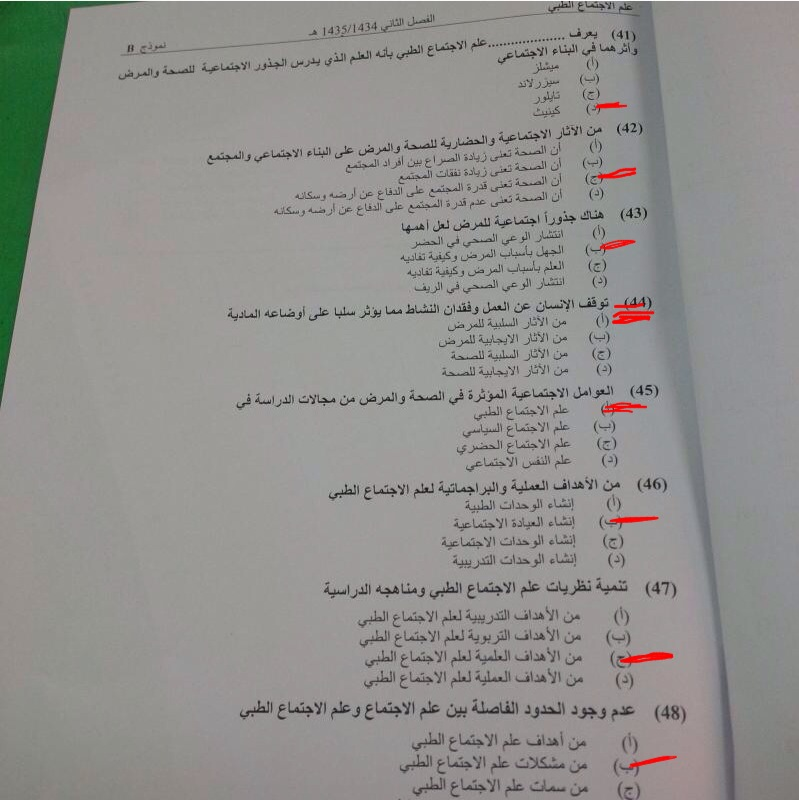 علم الاجتماع الطبي
الفصل الثاني 1435/1434 هـ
نموذج B
(41) يعرف ..................علم الاجتماع الطبي بأنه العلم الذي يدرس الجذور الاجتماعية للصحة والمرض
وأثرهما في البناء الاجتماعي
(أ) ميشلز
(ب) سيزرلاند
(ج) تايلور
(د) كينيث
(42) من الآثار الاجتماعية والحضارية للصحة والمرض على البناء الاجتماعي والمجتمع
(أ) أن الصحة تعنى زيادة الصراع بين أفراد المجتمع
(ب) أن الصحة تعنى زيادة نفقات المجتمع
(ج) أن الصحة تعنى قدرة المجتمع على الدفاع عن أرضه وسكانه
(د) أن الصحة تعنى عدم قدرة المجتمع على الدفاع عن أرضه وسكانه
(43) هناك جذوراً اجتماعية للمرض لعل أهمها
(أ) انتشار الوعي الصحي في الحضر
(ب) الجهل بأسباب المرض وكيفية تفاديه
(ج) العلم بأسباب المرض وكيفية تفاديه
(د) انتشار الوعي الصحي في الريف
(44) توقف الإنسان عن العمل وفقدان النشاط مما يؤثر سلبا على أوضاعه المادية
(أ) من الآثار السلبية للمرض
(ب) من الآثار الايجابية للمرض
(ج) من الآثار السلبية للصحة
(د) من الآثار الايجابية للصحة
(45) العوامل الاجتماعية المؤثرة في الصحة والمرض من مجالات الدراسة في
(أ) علم الاجتماع الطبي
(ب) علم الاجتماع السياسي
(ج) علم الاجتماع الحضري
(د) علم النفس الاجتماعي
(46) من الأهداف العملية والبراجماتية لعلم الاجتماع الطبي
(أ) إنشاء الوحدات الطبية
(ب) إنشاء العيادة الاجتماعية
(ج) إنشاء الوحدات الاجتماعية
(د) إنشاء الوحدات التدريبية
(47) تنمية نظريات علم الاجتماع الطبي ومناهجه الدراسية
(أ) من الأهداف التدريبية لعلم الاجتماع الطبي
(ب) من الأهداف التربوية لعلم الاجتماع الطبي
(ج) من الأهداف العلمية لعلم الاجتماع الطبي
(د) من الأهداف العملية لعلم الاجتماع الطبي
(48) عدم وجود الحدود الفاصلة بين علم الاجتماع وعلم الاجتماع الطبي
(أ) من أهداف علم الاجتماع الطبي
(ب) من مشكلات علم الاجتماع الطبي
(ج) من سمات علم الاجتماع الطبي